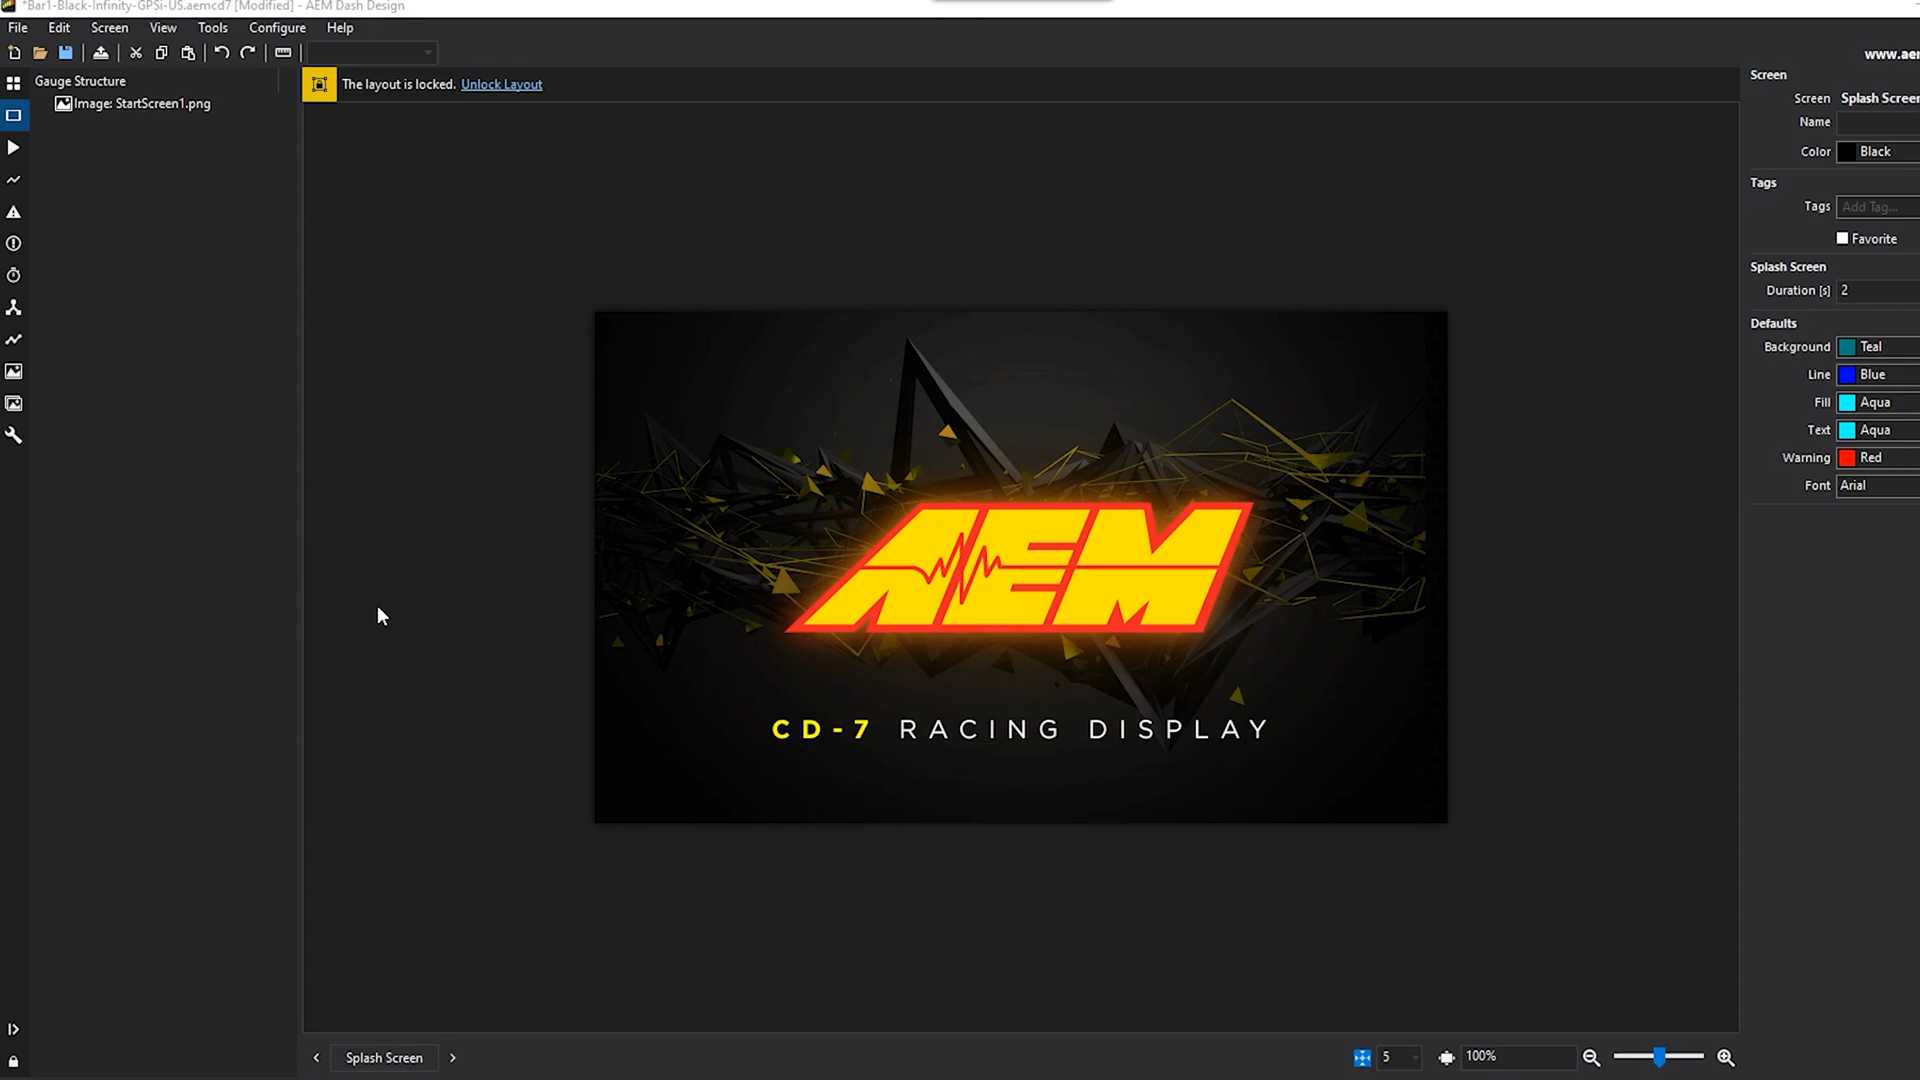 *Bar1-Black-Infinity-GPSi-US.aemcd7 [Modified] - AEM Dash Design
File Edit Screen View Tools Configure Help
www.aer
Gauge Structure
Image: StartScreen1.png
The layout is locked. Unlock Layout
AEM
CD-7 RACING DISPLAY
Screen
Screen Splash Screen
Name
Color Black
Tags
Tags Add Tag...
Favorite
Splash Screen
Duration [s] 2
Defaults
Background Teal
Line Blue
Fill Aqua
Text Aqua
Warning Red
Font Arial
Splash Screen
5
100%